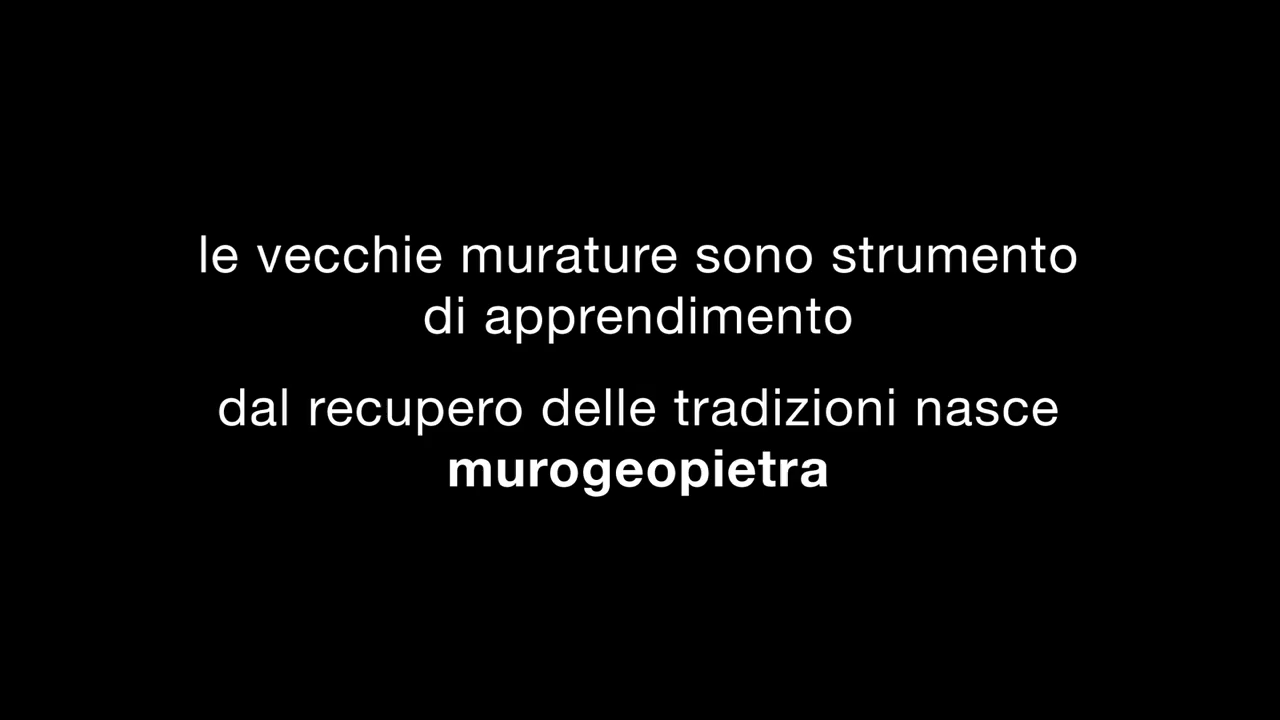 le vecchie murature sono strumento
di apprendimento
dal recupero delle tradizioni nasce
murogeopietra